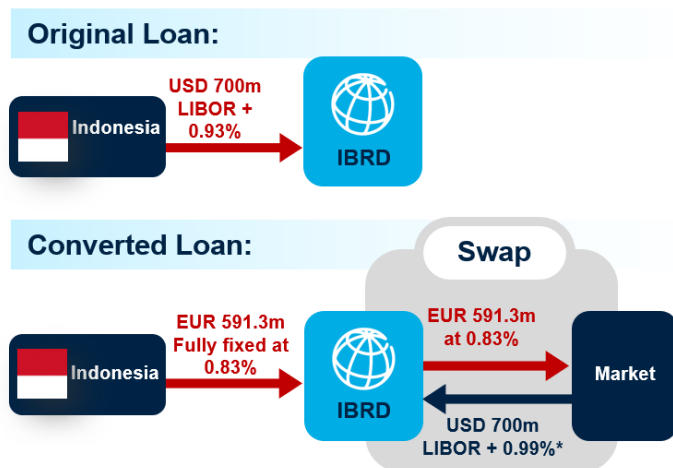 Original Loan:
USD 700m
LIBOR +
0.93%
Indonesia
IBRD
Converted Loan:
Swap
EUR 591.3m
Fully fixed at
0.83%
Indonesia
IBRD
EUR 591.3m
at 0.83%
Market
USD 700m
LIBOR + 0.99%*